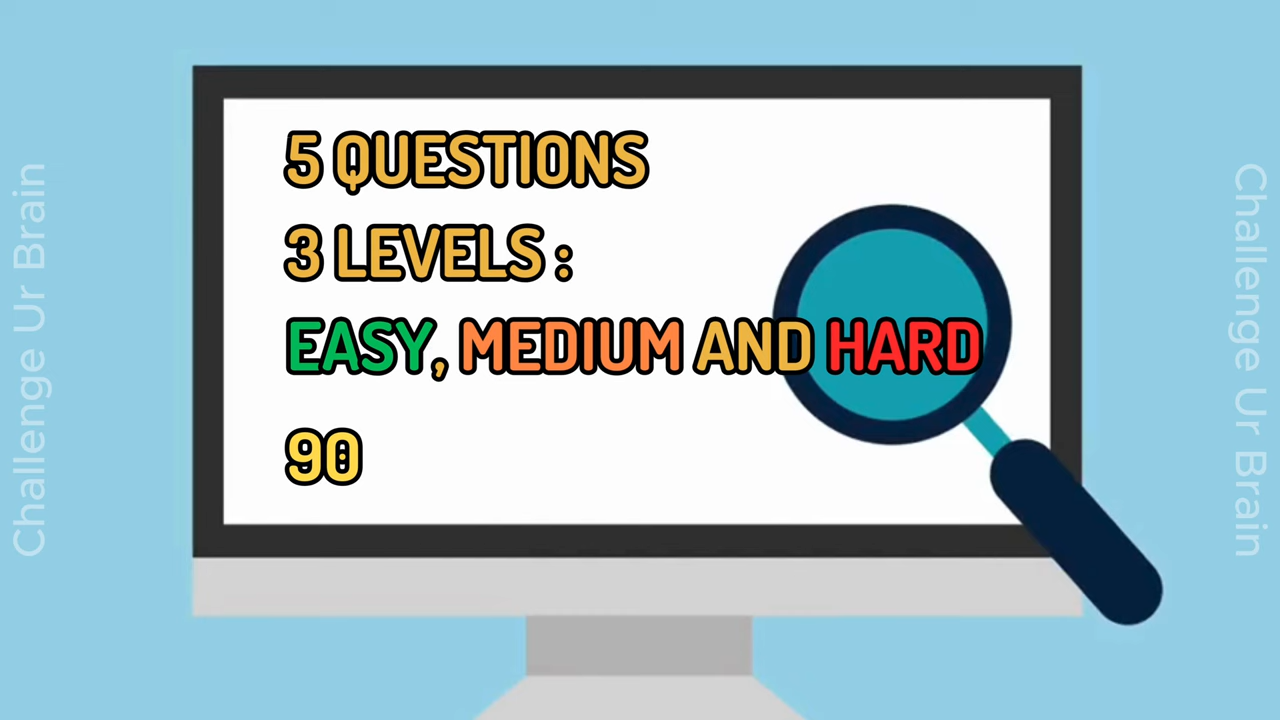 5 QUESTIONS
3 LEVELS :
EASY, MEDIUM AND HARD
90
Challenge Ur Brain
Challenge Ur Brain